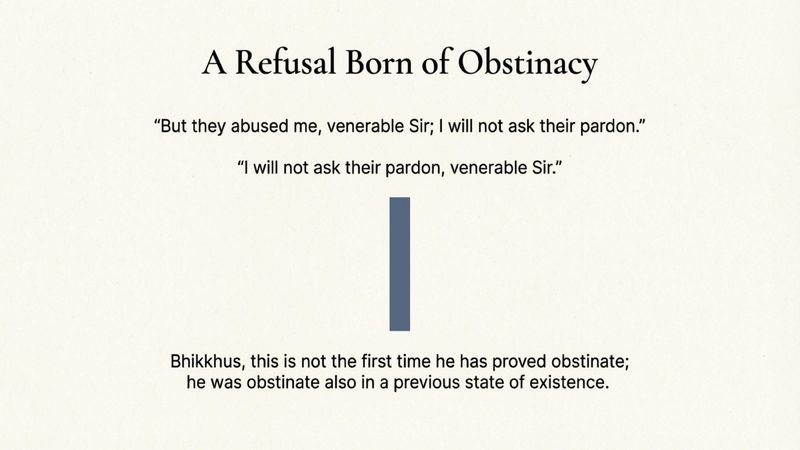 A Refusal Born of Obstinacy
“But they abused me, venerable Sir; I will not ask their pardon.”
“I will not ask their pardon, venerable Sir.”
Bhikkhus, this is not the first time he has proved obstinate;
he was obstinate also in a previous state of existence.